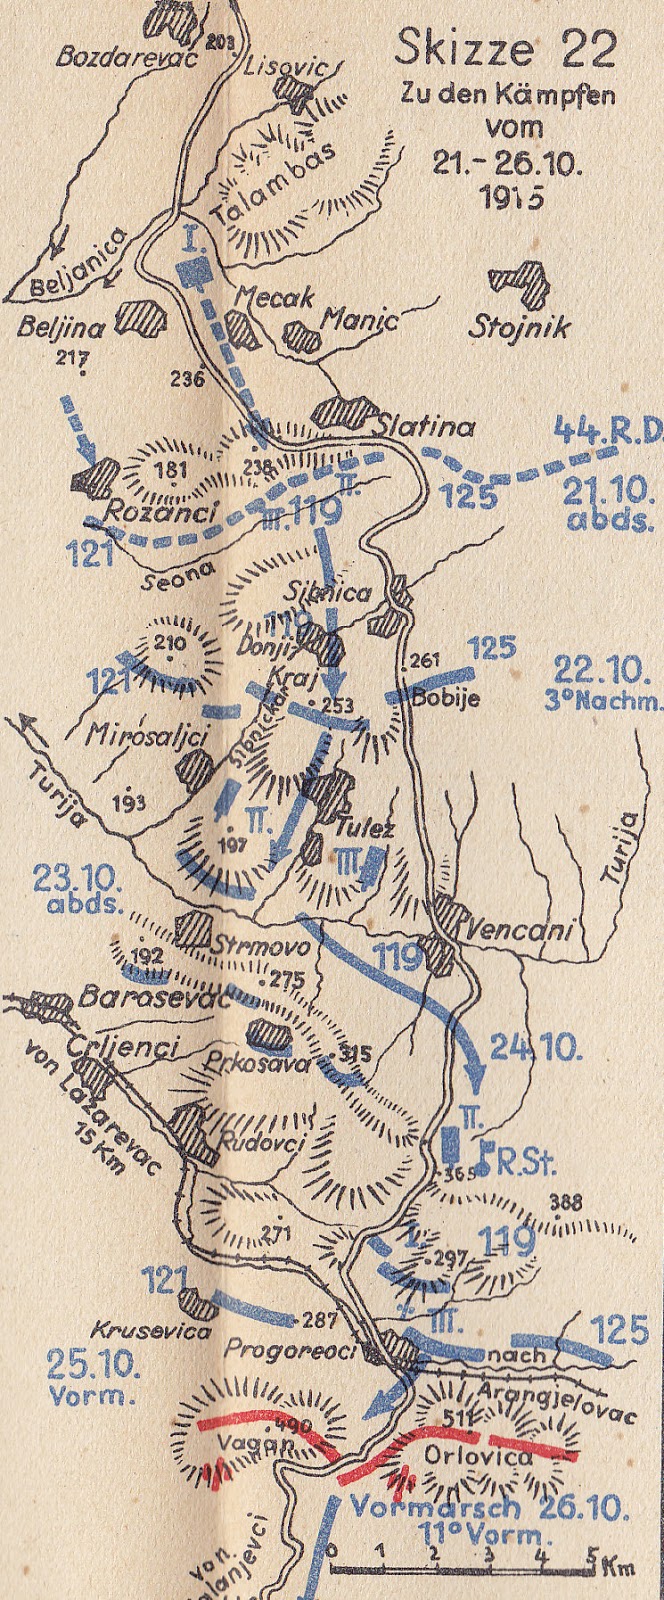 Skizze 22
Zu den Kämpfen
vom
21.-26.10.
1915
Bozdarevac
203
Lisovic
Talambas
Beljanica
I.
Mecak
Manic
Stojnik
Beljina
217
236
Slatina
44.R.D.
181
238
II.
125
21.10.
abds.
Rozanci
III. 119
121
Seona
Sibnica
119
Donji-
Kraj
210
261
125
22.10.
3°Nachm.
121
253
Bobije
Mirosaljci
Sibnichar
Turija
193
II.
197
Tulez
III.
Turija
23.10.
abds.
Strmovo
119
Vencani
192
275
Barosevac
Crljenci
Prkosava
315
24.10.
von Lazarevac
15 Km
Rudovci
II.
R.St.
365
388
271
I.
297
119
121
III.
Krusevica
287
125
Progoreoci
nach
Arangjelovac
25.10.
Vorm.
490
Vagan
511
Orlovica
Vormarsch 26.10.
11°Vorm.
von
alanjevci
0 1 2 3 4 5 Km